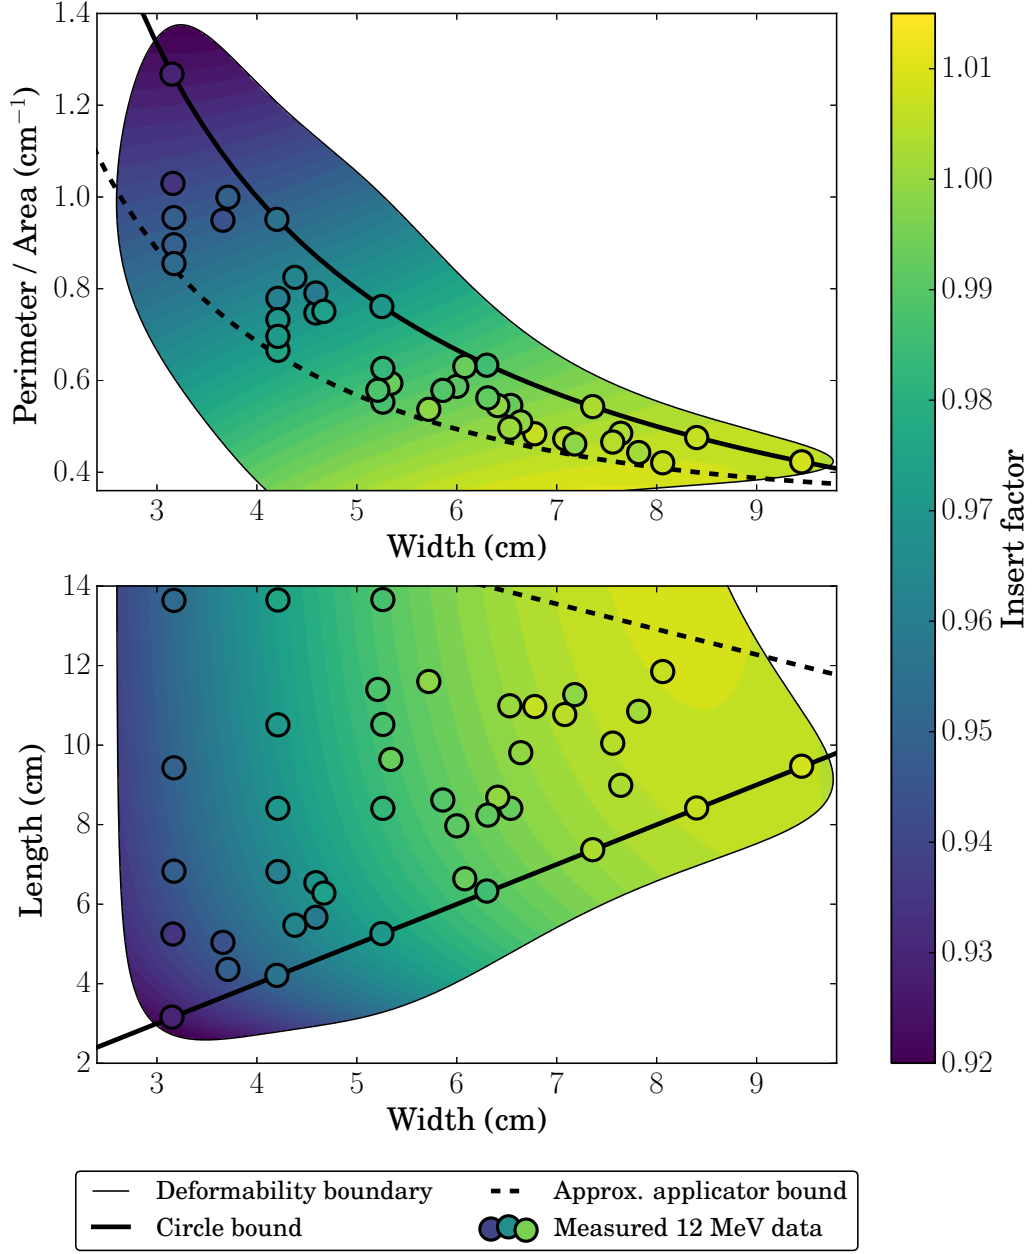 1.4
1.2
1.0
0.8
0.6
0.4
Perimeter / Area (cm⁻¹)
3 4 5 6 7 8 9
Width (cm)
14
12
10
8
6
4
2
Length (cm)
3 4 5 6 7 8 9
Width (cm)
1.01
1.00
0.99
0.98
0.97
0.96
0.95
0.94
0.93
0.92
Insert factor
Deformability boundary
Approx. applicator bound
Circle bound
Measured 12 MeV data